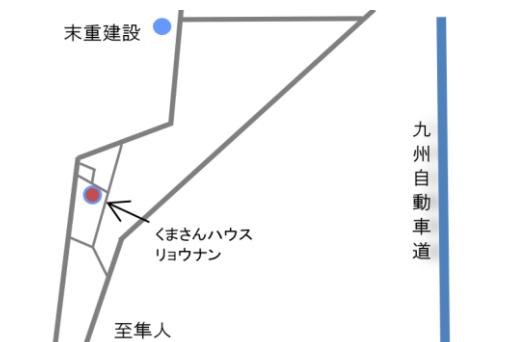 末重建設
九州自動車道
くまさんハウス
リョウナン
至隼人